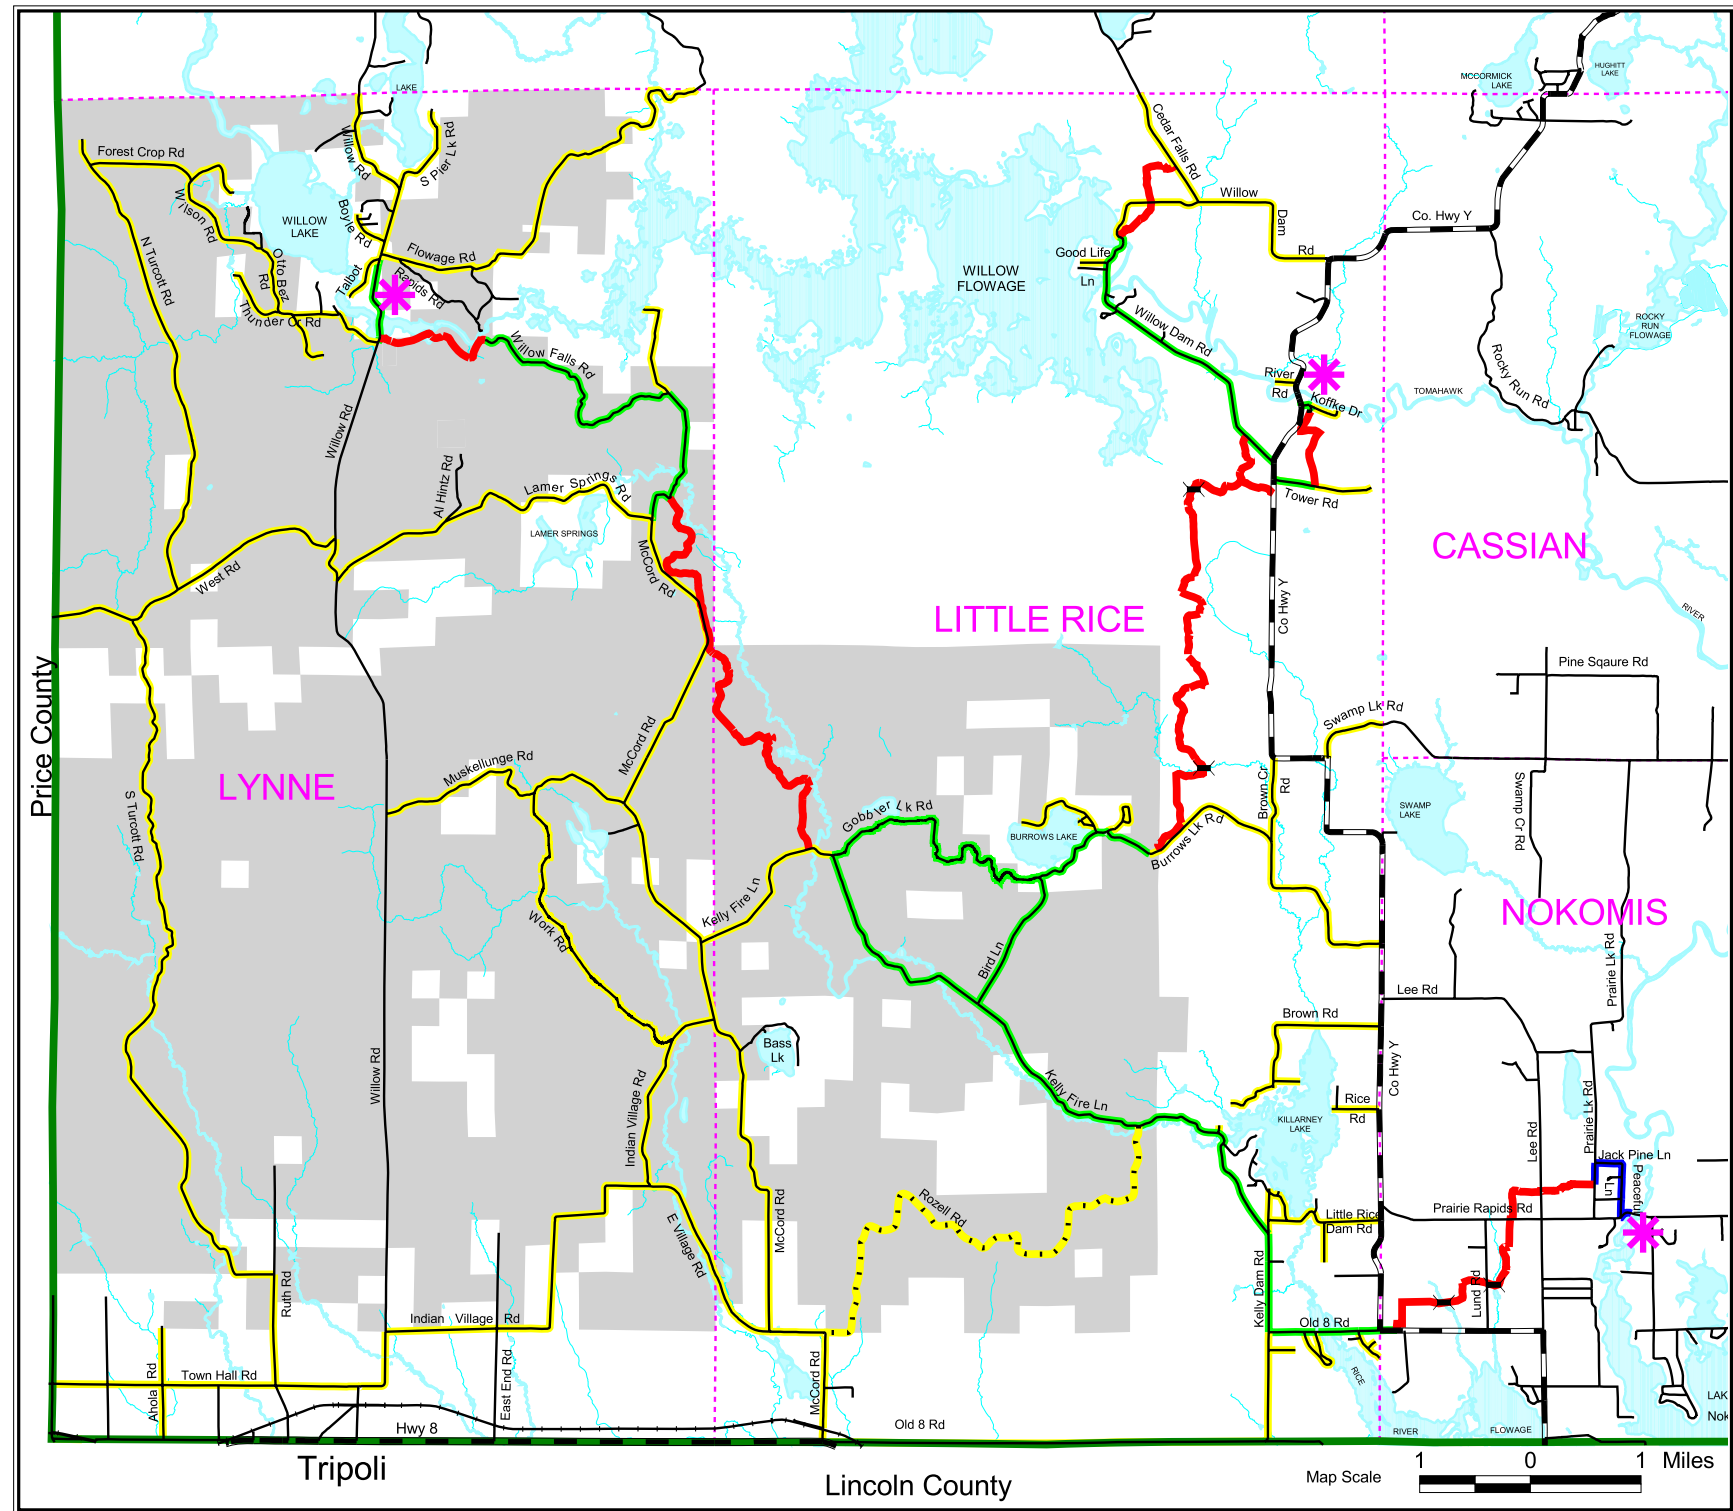 MCCORMICK
LAKE
HUGHITT
LAKE
LAKE
Forest Crop Rd
Willow Rd
S Pier Lk Rd
Cedar Falls Rd
Wilson Rd
WILLOW
LAKE
Boyle Rd
Willow
Dam
Rd
Co. Hwy Y
N Turcott Rd
Otto Bez
Rd
Talbot
Flowage Rd
Rapids Rd
Good Life
Ln
WILLOW
FLOWAGE
Thunder Cr Rd
Willow Falls Rd
Willow Dam Rd
ROCKY
RUN
FLOWAGE
River
Rd
Koffke Dr
TOMAHAWK
Rocky Run Rd
Willow Rd
Al Hintz Rd
Lamer Springs Rd
LAMER SPRINGS
Tower Rd
CASSIAN
West Rd
McCord Rd
LITTLE RICE
Co Hwy Y
RIVER
Price County
Pine Sqaure Rd
LYNNE
McCord Rd
Muskellunge Rd
Swamp Lk Rd
S Turcott Rd
Gobbler Lk Rd
BURROWS LAKE
Burrows Lk Rd
Brown Cr
Rd
SWAMP
LAKE
Swamp Cr Rd
NOKOMIS
Kelly Fire Ln
Work Rd
Bird Ln
Prairie Lk Rd
Lee Rd
Brown Rd
Bass
Lk
Willow Rd
Indian Village Rd
Kelly Fire Ln
Co Hwy Y
Rice
Rd
KILLARNEY
LAKE
Lee Rd
Prairie Lk Rd
Jack Pine Ln
Peaceful
Ln
McCord Rd
E Village Rd
Rozell Rd
Little Rice
Dam Rd
Prairie Rapids Rd
Kelly Dam Rd
Lund Rd
Ruth Rd
Indian Village Rd
Old 8 Rd
Town Hall Rd
Ahola Rd
East End Rd
McCord Rd
RICE
RIVER
FLOWAGE
LAK
Nok
Hwy 8
Old 8 Rd
Tripoli
Lincoln County
Map Scale
1 0 1 Miles